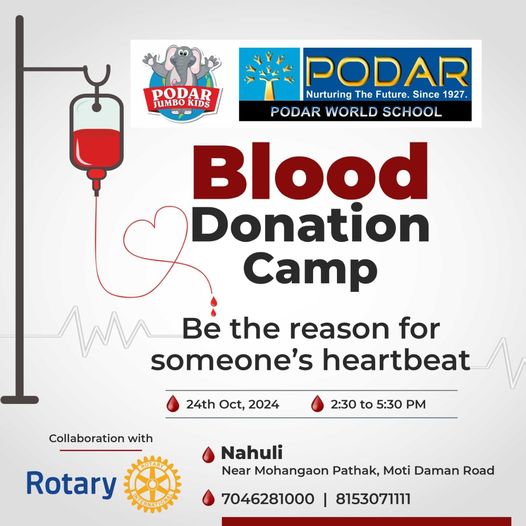 PODAR
JUMBO KIDS
PODAR
Nurturing The Future. Since 1927.
PODAR WORLD SCHOOL
Blood
Donation
Camp
Be the reason for
someone's heartbeat
24th Oct, 2024
2:30 to 5:30 PM
Collaboration with
Rotary
ROTARY
INTERNATIONAL
Nahuli
Near Mohangaon Pathak, Moti Daman Road
7046281000 | 8153071111